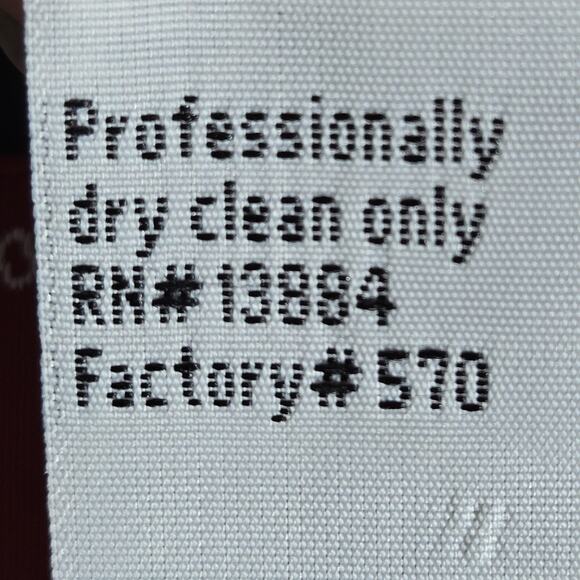 Professionally
dry clean only
RN# 13884
Factory# 570